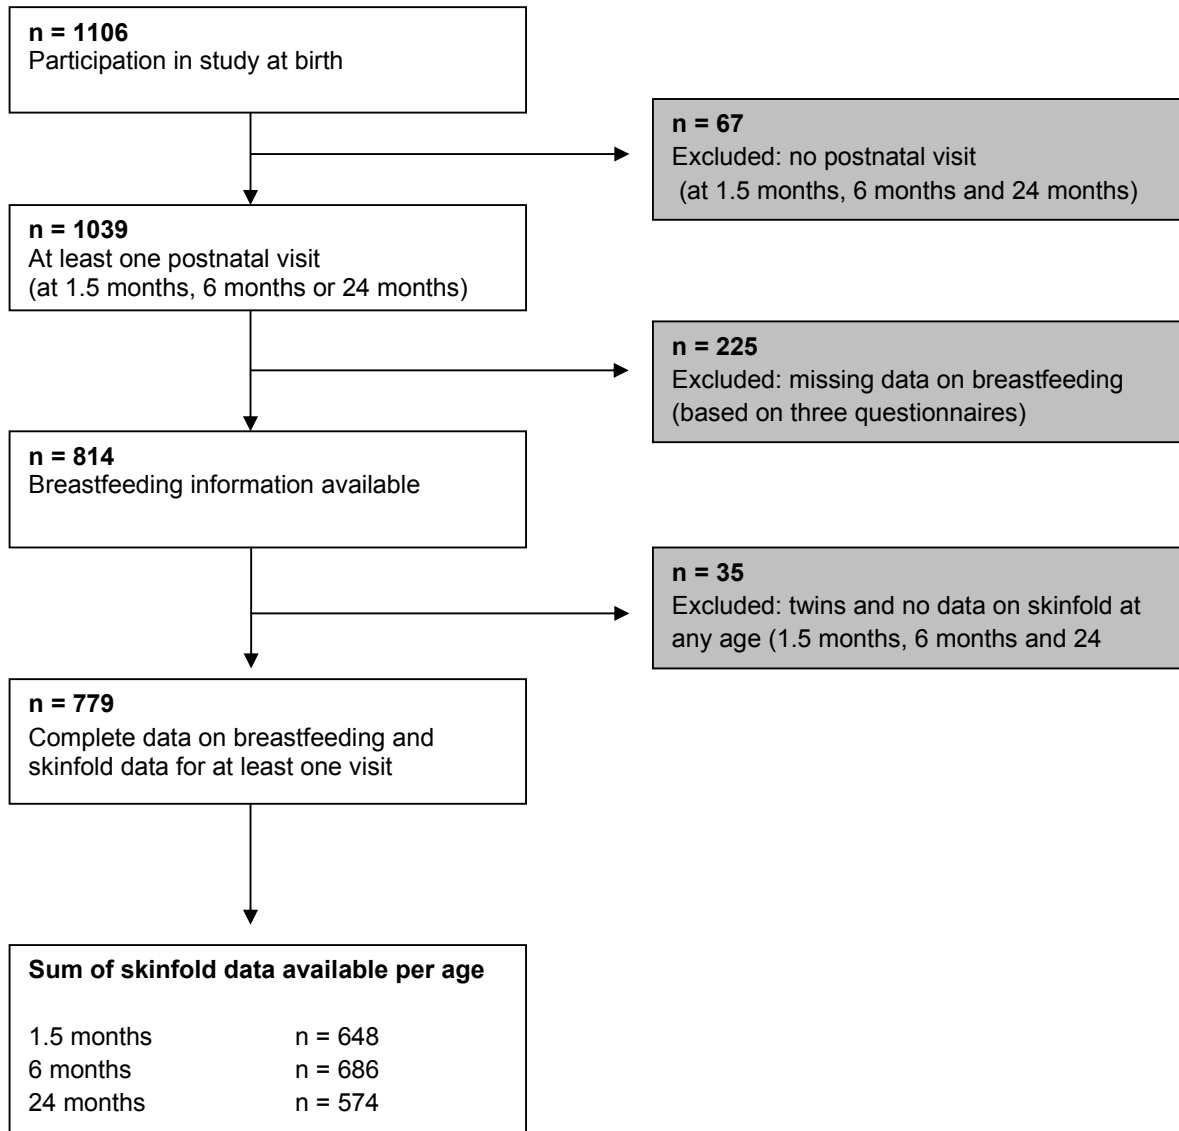 n = 1106
Participation in study at birth
n = 67
Excluded: no postnatal visit
(at 1.5 months, 6 months and 24 months)
n = 1039
At least one postnatal visit
(at 1.5 months, 6 months or 24 months)
n = 225
Excluded: missing data on breastfeeding
(based on three questionnaires)
n = 814
Breastfeeding information available
n = 35
Excluded: twins and no data on skinfold at
any age (1.5 months, 6 months and 24
n = 779
Complete data on breastfeeding and
skinfold data for at least one visit
Sum of skinfold data available per age
1.5 months n = 648
6 months n = 686
24 months n = 574